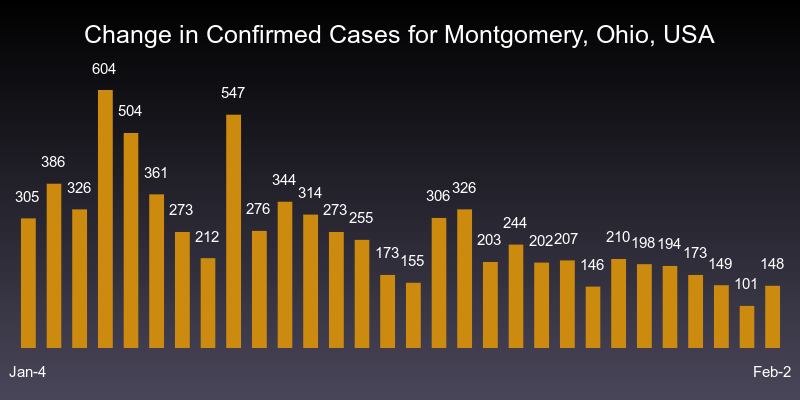 Change in Confirmed Cases for Montgomery, Ohio, USA
305 386 326 604 504 361 273 212 547 276 344 314 273 255 173 155 306 326 203 244 202 207 146 210 198 194 173 149 101 148
Jan-4 Feb-2